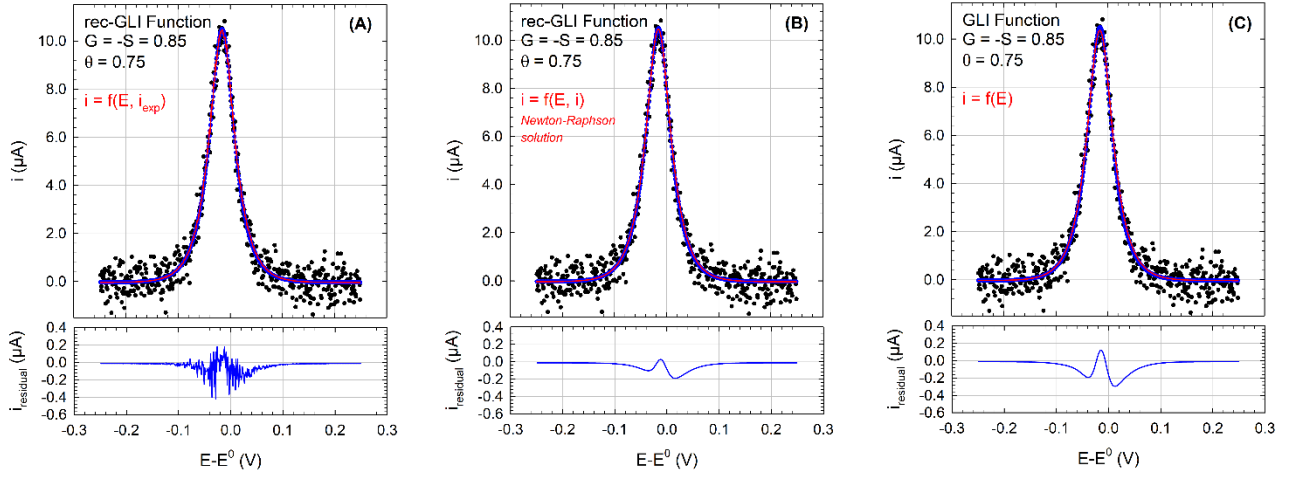 rec-GLI Function
(A)
G = -S = 0.85
θ = 0.75
i = f(E, i_exp)
i (μA)
10.0
8.0
6.0
4.0
2.0
0.0
i_residual (μA)
0.4
0.2
0.0
-0.2
-0.4
-0.6
-0.3 -0.2 -0.1 0.0 0.1 0.2 0.3
E-E⁰ (V)
rec-GLI Function
(B)
G = -S = 0.85
θ = 0.75
i = f(E, i)
Newton-Raphson
solution
i (μA)
10.0
8.0
6.0
4.0
2.0
0.0
i_residual (μA)
0.4
0.2
0.0
-0.2
-0.4
-0.6
-0.3 -0.2 -0.1 0.0 0.1 0.2 0.3
E-E⁰ (V)
GLI Function
(C)
G = -S = 0.85
θ = 0.75
i = f(E)
i (μA)
10.0
8.0
6.0
4.0
2.0
0.0
i_residual (μA)
0.4
0.2
0.0
-0.2
-0.4
-0.6
-0.3 -0.2 -0.1 0.0 0.1 0.2 0.3
E-E⁰ (V)